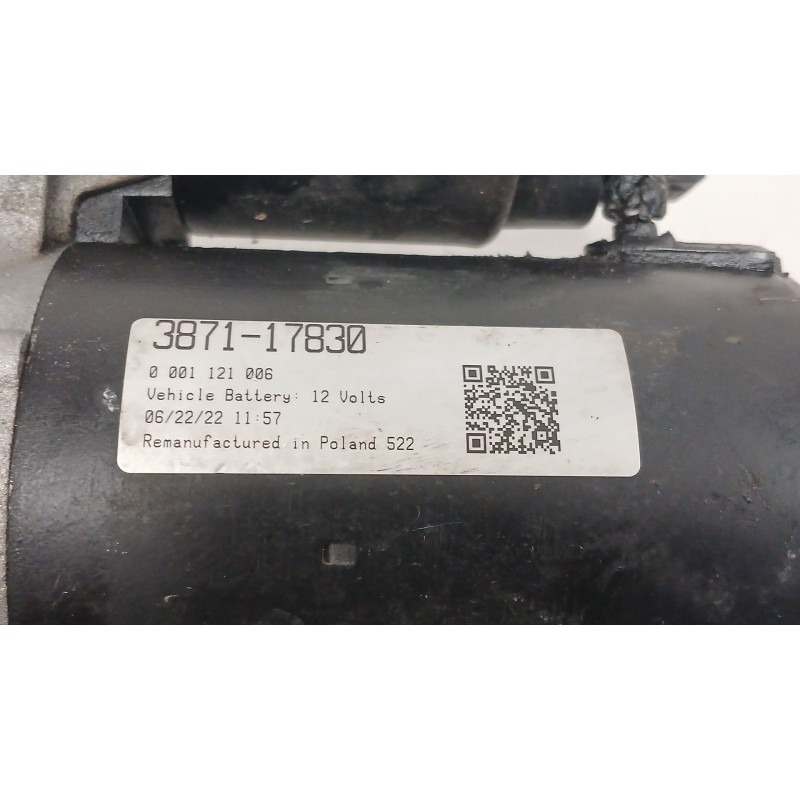 3871-17830
0 001 121 006
Vehicle Battery: 12 Volts
06/22/22 11:57
Remanufactured in Poland 522